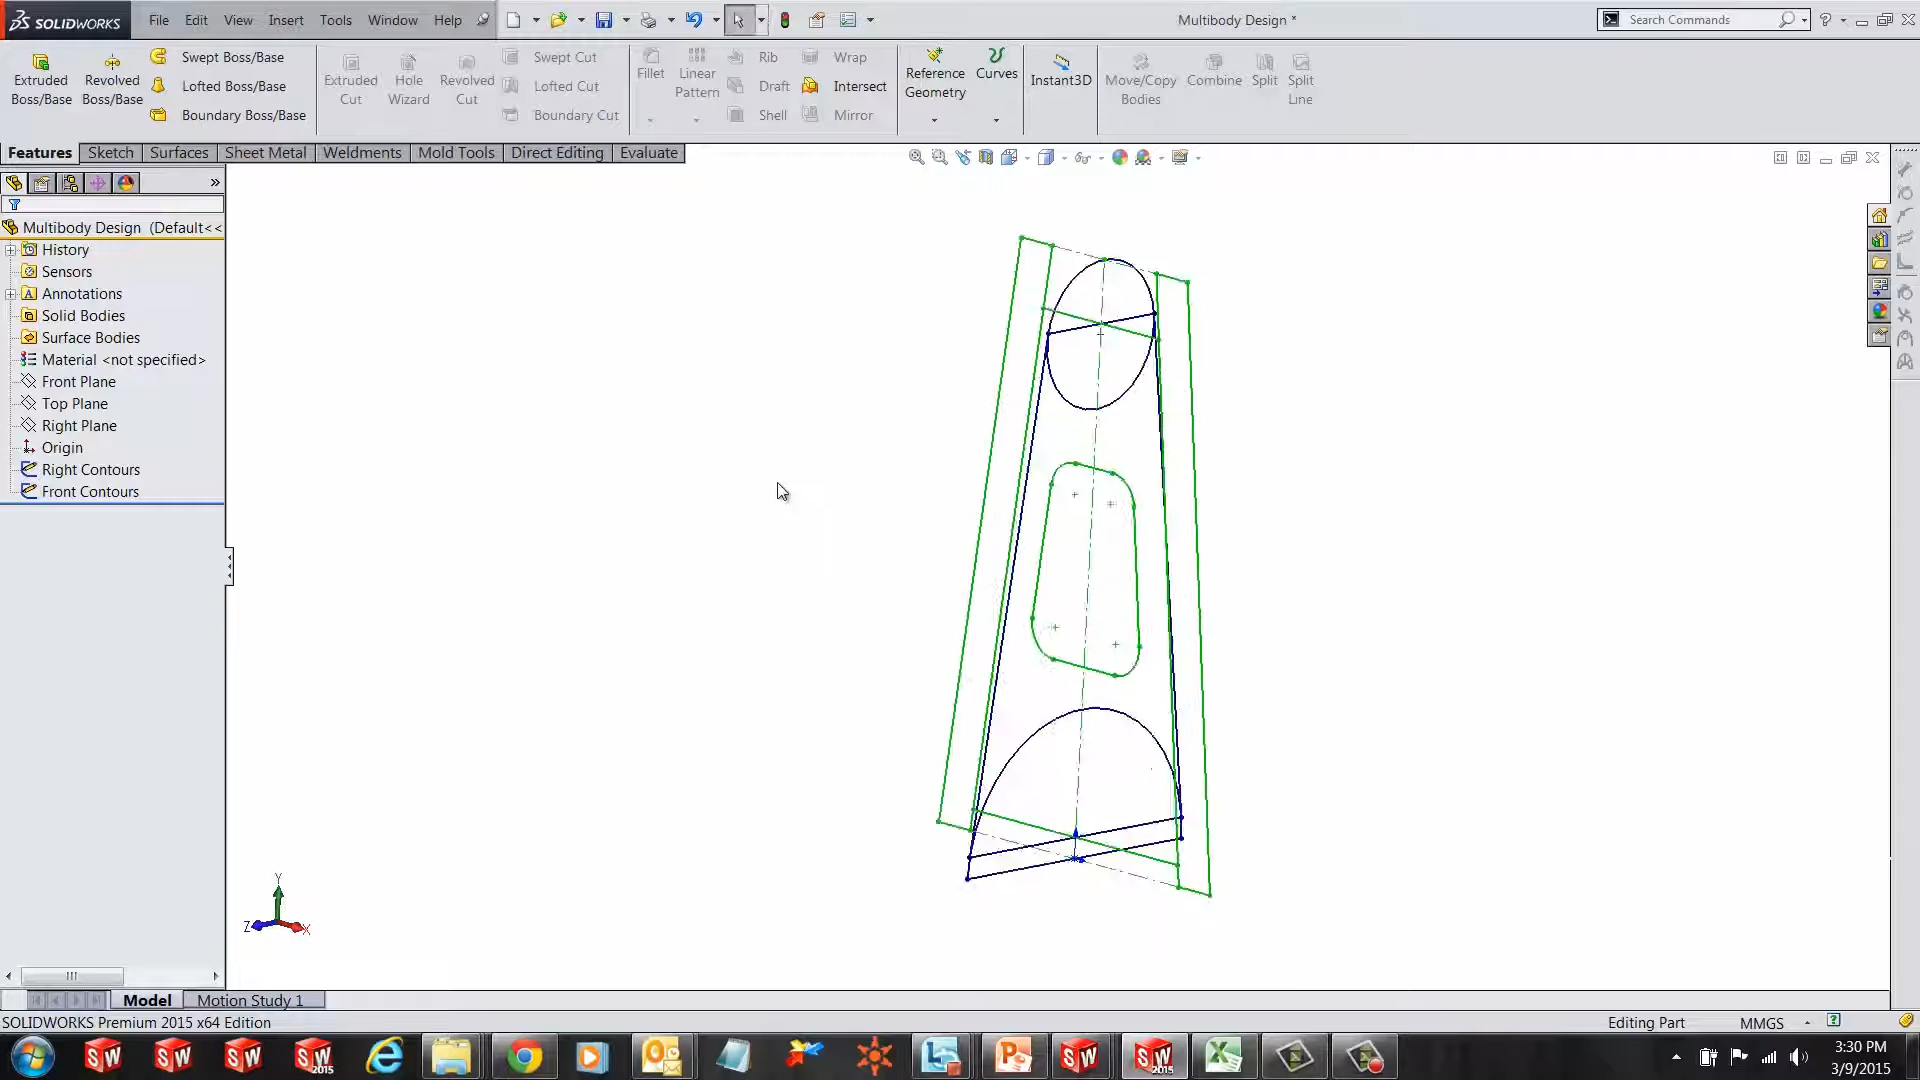 SOLIDWORKS File Edit View Insert Tools Window Help Multibody Design * Search Commands
Extruded Boss/Base
Revolved Boss/Base
Swept Boss/Base
Lofted Boss/Base
Boundary Boss/Base
Extruded Cut
Hole Wizard
Revolved Cut
Swept Cut
Lofted Cut
Boundary Cut
Fillet
Linear Pattern
Rib
Draft
Shell
Wrap
Intersect
Mirror
Reference Geometry
Curves
Instant3D
Move/Copy Bodies
Combine
Split
Split Line
Features Sketch Surfaces Sheet Metal Weldments Mold Tools Direct Editing Evaluate
Multibody Design (Default<<
History
Sensors
Annotations
Solid Bodies
Surface Bodies
Material <not specified>
Front Plane
Top Plane
Right Plane
Origin
Right Contours
Front Contours
Y
Z X
Model Motion Study 1
SOLIDWORKS Premium 2015 x64 Edition Editing Part MMGS
3:30 PM
3/9/2015